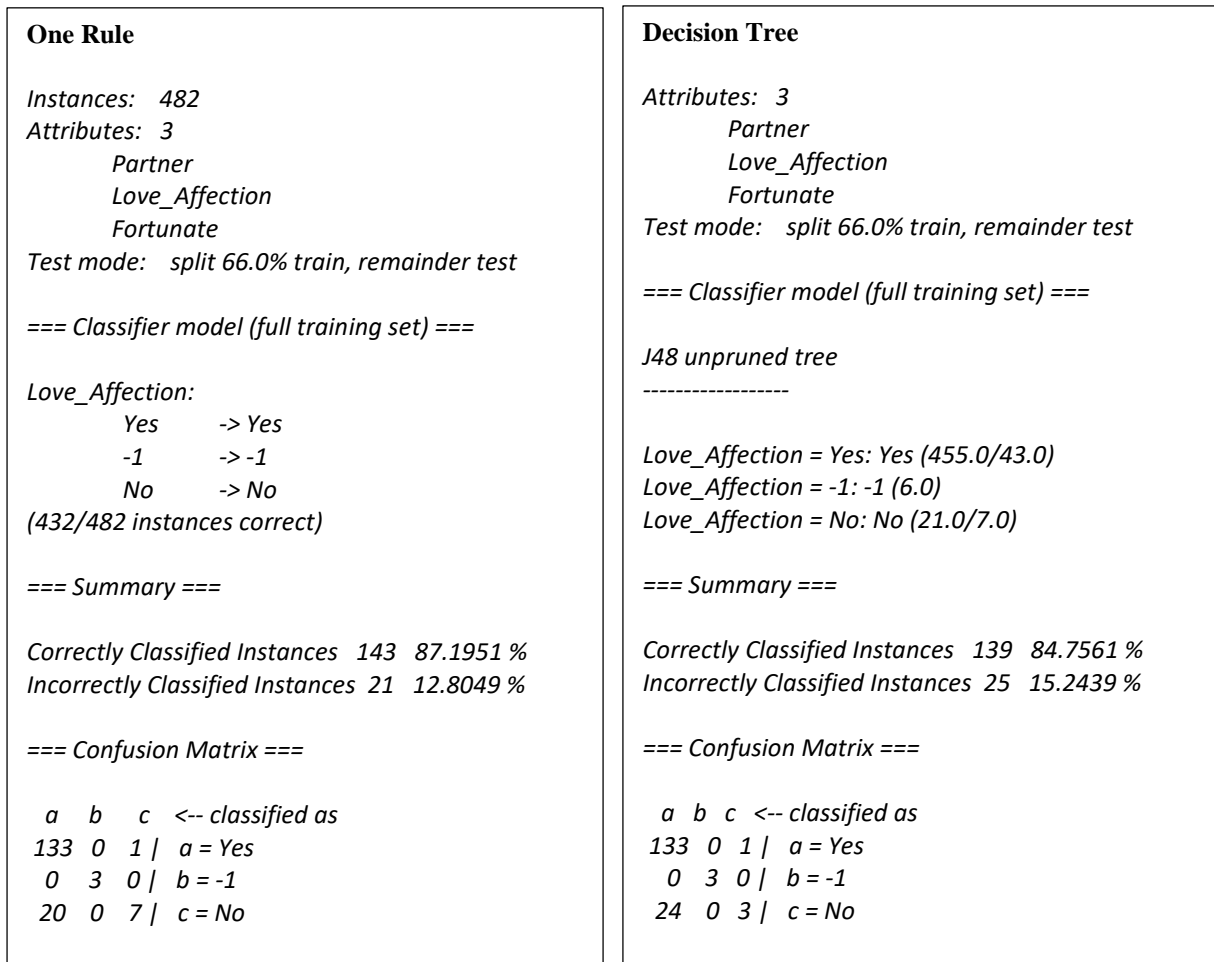 One Rule
Instances: 482
Attributes: 3
Partner
Love_Affection
Fortunate
Test mode: split 66.0% train, remainder test
=== Classifier model (full training set) ===
Love_Affection:
Yes -> Yes
-1 -> -1
No -> No
(432/482 instances correct)
=== Summary ===
Correctly Classified Instances 143 87.1951 %
Incorrectly Classified Instances 21 12.8049 %
=== Confusion Matrix ===
a b c <-- classified as
133 0 1 | a = Yes
0 3 0 | b = -1
20 0 7 | c = No
Decision Tree
Attributes: 3
Partner
Love_Affection
Fortunate
Test mode: split 66.0% train, remainder test
=== Classifier model (full training set) ===
J48 unpruned tree
------------------
Love_Affection = Yes: Yes (455.0/43.0)
Love_Affection = -1: -1 (6.0)
Love_Affection = No: No (21.0/7.0)
=== Summary ===
Correctly Classified Instances 139 84.7561 %
Incorrectly Classified Instances 25 15.2439 %
=== Confusion Matrix ===
a b c <-- classified as
133 0 1 | a = Yes
0 3 0 | b = -1
24 0 3 | c = No